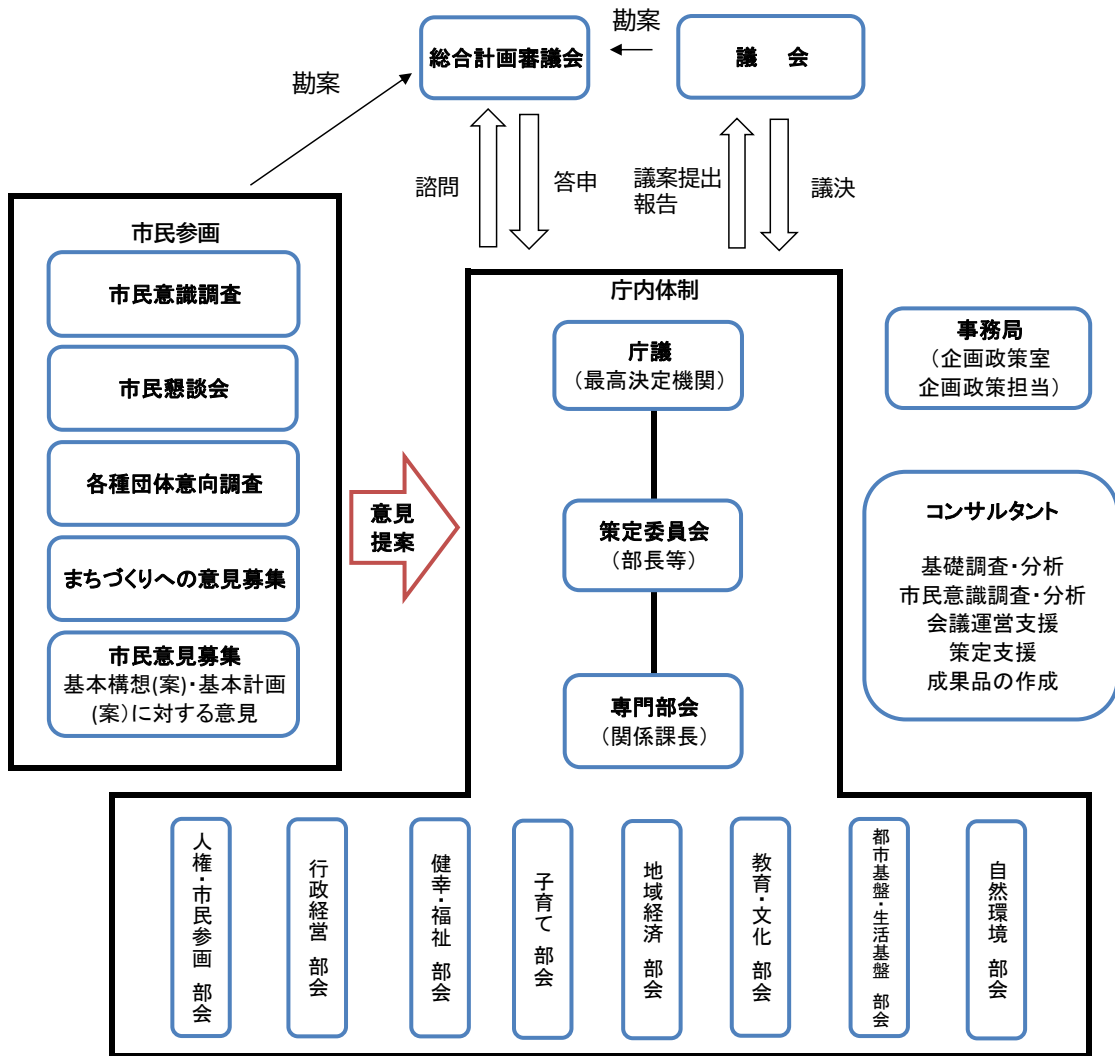 勘案
総合計画審議会
議　会
勘案
諮問
答申
議案提出
報告
議決
市民参画
市民意識調査
市民懇談会
各種団体意向調査
まちづくりへの意見募集
市民意見募集
基本構想(案)・基本計画
(案)に対する意見
意見
提案
庁内体制
庁議
（最高決定機関）
策定委員会
（部長等）
専門部会
（関係課長）
事務局
（企画政策室
企画政策担当）
コンサルタント
基礎調査・分析
市民意識調査・分析
会議運営支援
策定支援
成果品の作成
人権・市民参画 部会
行政経営 部会
健幸・福祉 部会
子育て 部会
地域経済 部会
教育・文化 部会
都市基盤・生活基盤 部会
自然環境 部会